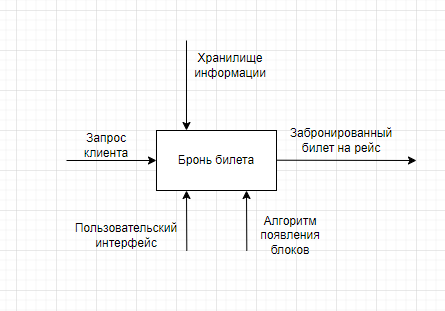 Хранилище
информации
Запрос
клиента
Бронь билета
Забронированный
билет на рейс
Пользовательский
интерфейс
Алгоритм
появления
блоков